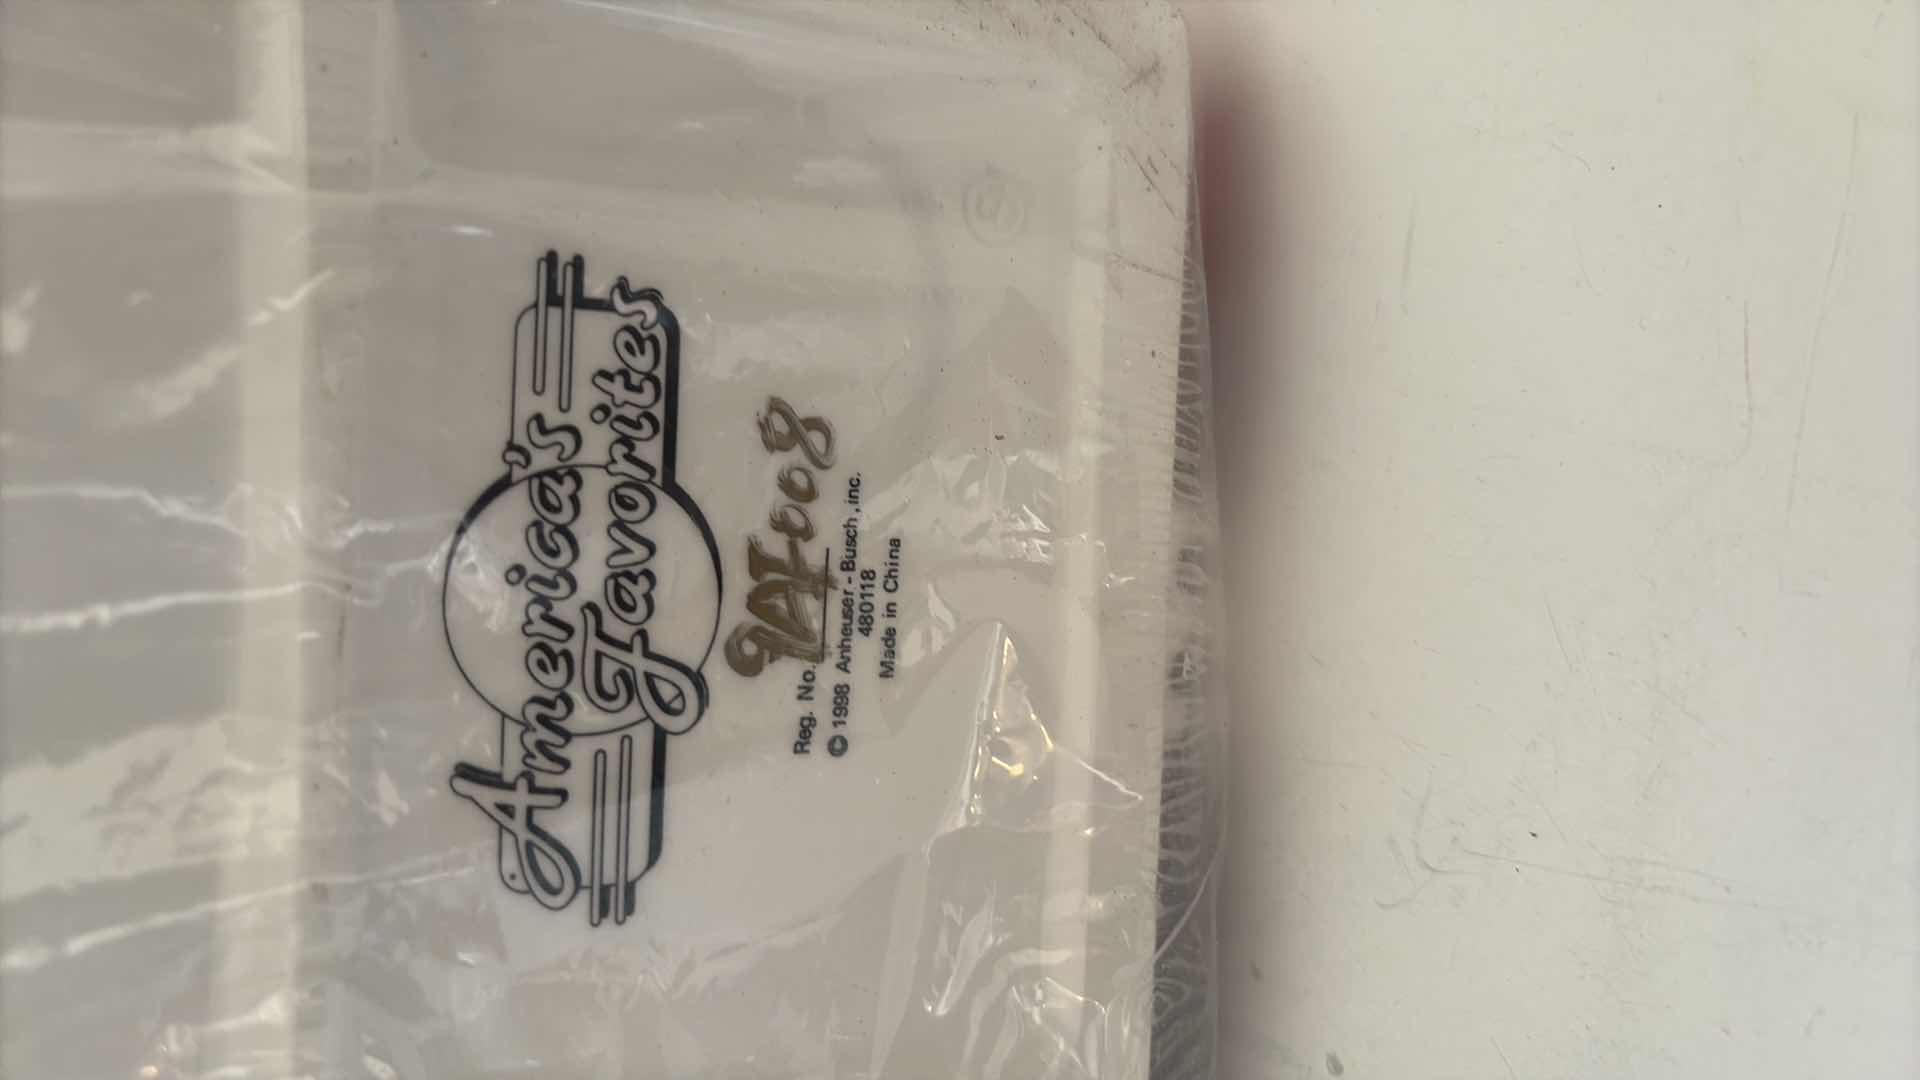 America's
Favorites
Reg. No. 9AF008
© 1998 Anheuser-Busch, inc.
480118
Made in China